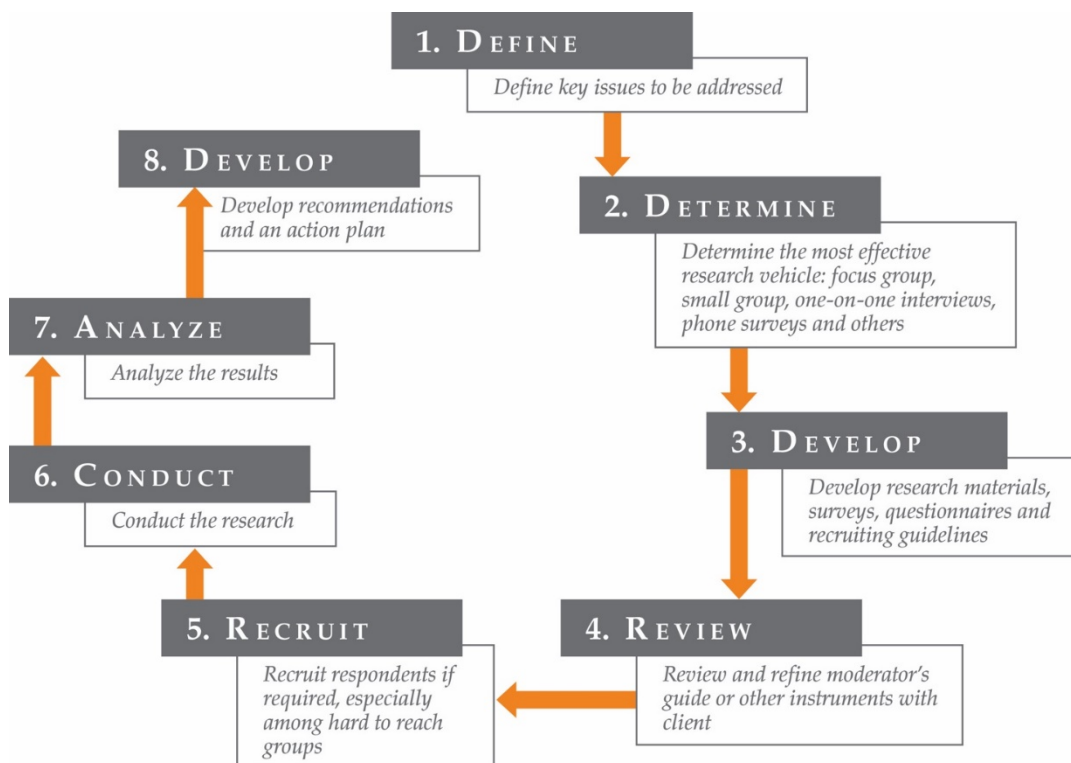 1. DEFINE
Define key issues to be addressed
2. DETERMINE
Determine the most effective
research vehicle: focus group,
small group, one-on-one interviews,
phone surveys and others
3. DEVELOP
Develop research materials,
surveys, questionnaires and
recruiting guidelines
4. REVIEW
Review and refine moderator's
guide or other instruments with
client
5. RECRUIT
Recruit respondents if
required, especially
among hard to reach
groups
6. CONDUCT
Conduct the research
7. ANALYZE
Analyze the results
8. DEVELOP
Develop recommendations
and an action plan